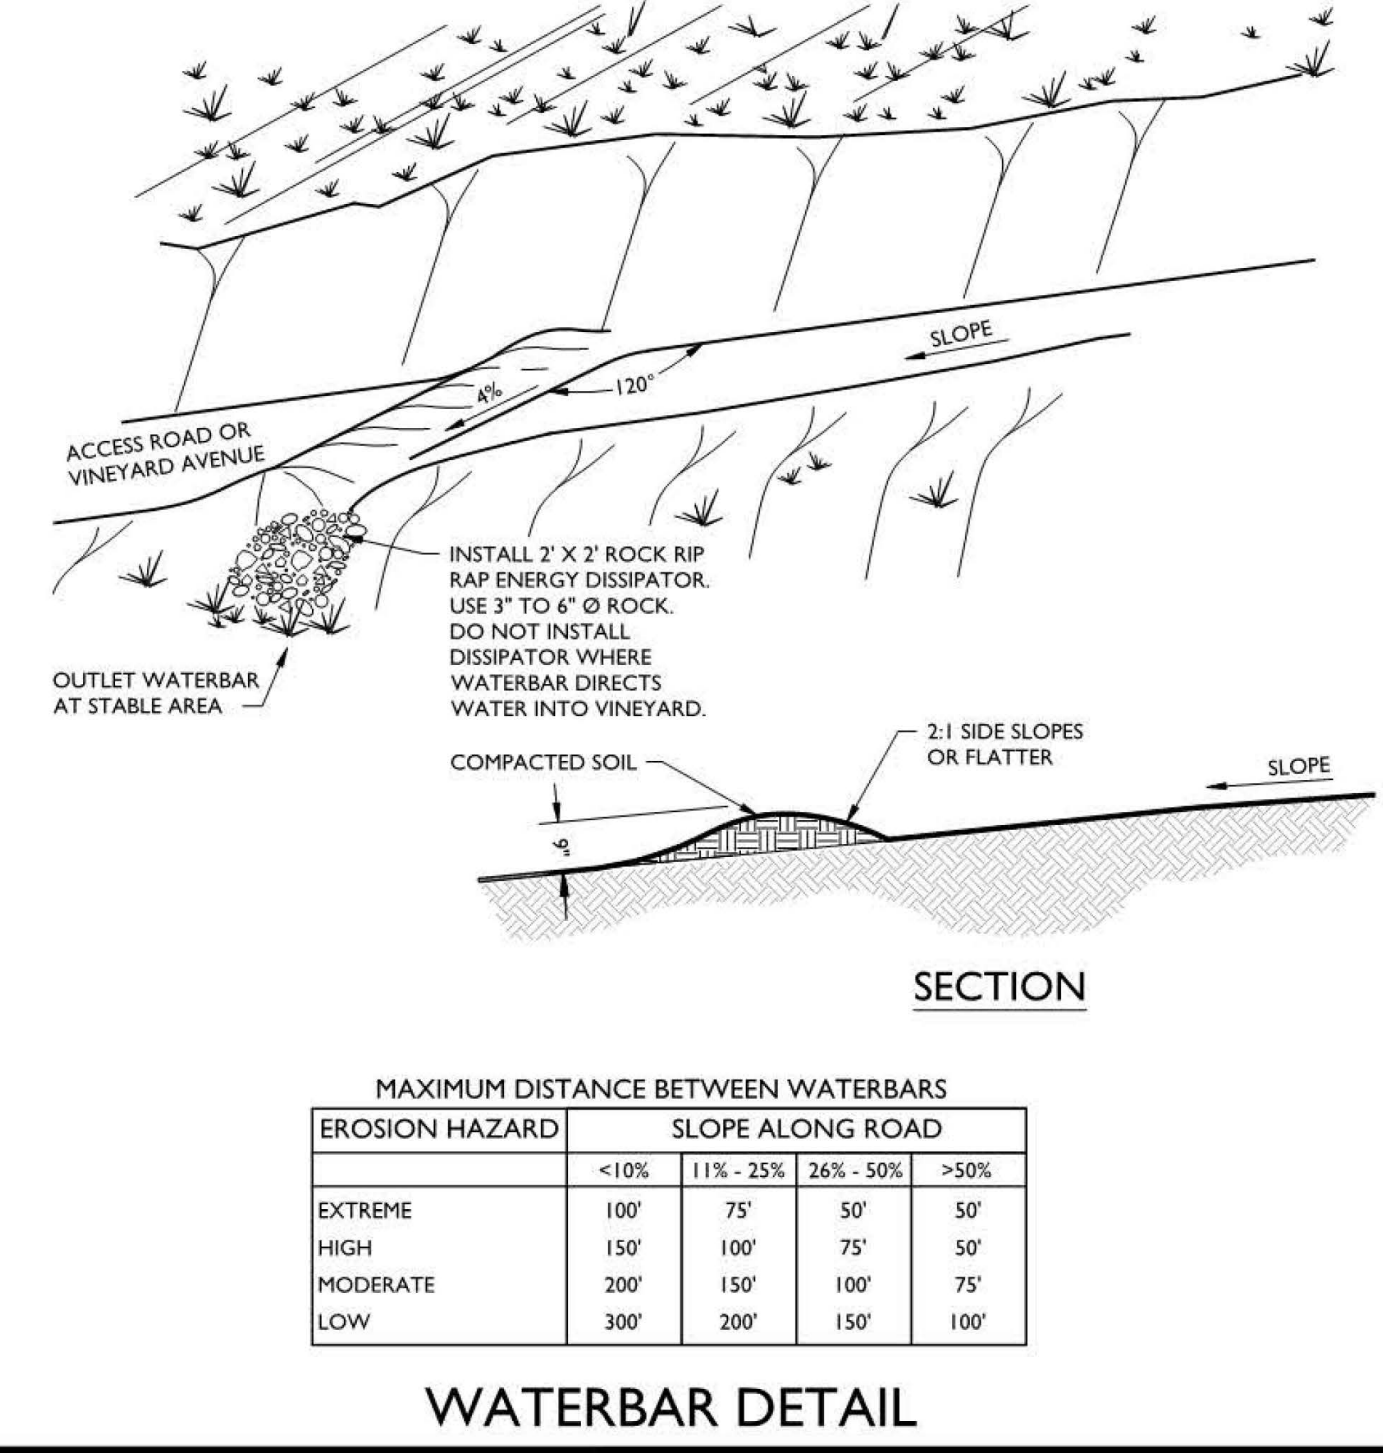 SLOPE
120°
4%
ACCESS ROAD OR
VINEYARD AVENUE
INSTALL 2' X 2' ROCK RIP
RAP ENERGY DISSIPATOR.
USE 3" TO 6" Ø ROCK.
DO NOT INSTALL
DISSIPATOR WHERE
WATERBAR DIRECTS
WATER INTO VINEYARD.
OUTLET WATERBAR
AT STABLE AREA
2:1 SIDE SLOPES
OR FLATTER
COMPACTED SOIL
SLOPE
9"
SECTION
MAXIMUM DISTANCE BETWEEN WATERBARS
EROSION HAZARD SLOPE ALONG ROAD
<10% 11% - 25% 26% - 50% >50%
EXTREME 100' 75' 50' 50'
HIGH 150' 100' 75' 50'
MODERATE 200' 150' 100' 75'
LOW 300' 200' 150' 100'
WATERBAR DETAIL